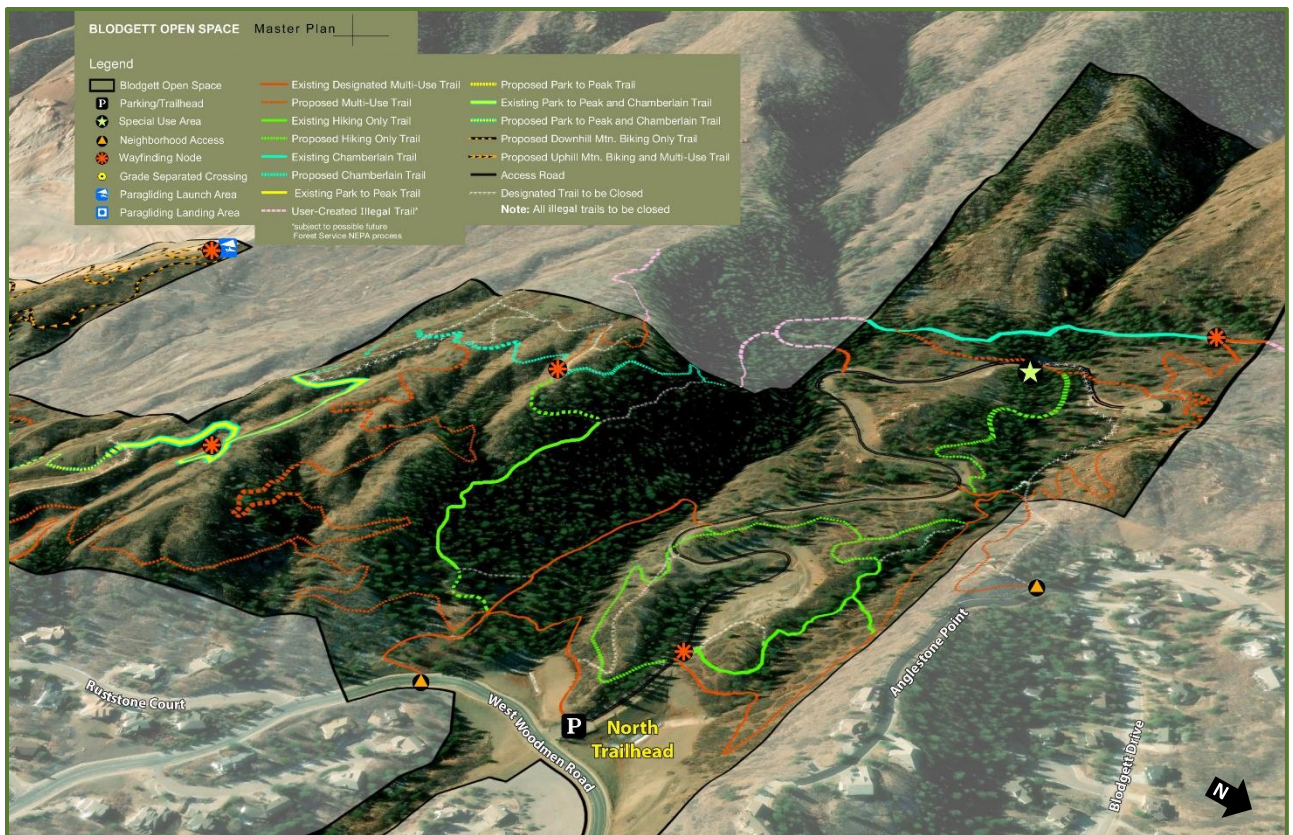 BLODGETT OPEN SPACE Master Plan
Legend
Blodgett Open Space
P Parking/Trailhead
Special Use Area
Neighborhood Access
Wayfinding Node
Grade Separated Crossing
Paragliding Launch Area
Paragliding Landing Area
Existing Designated Multi-Use Trail
Proposed Multi-Use Trail
Existing Hiking Only Trail
Proposed Hiking Only Trail
Existing Chamberlain Trail
Proposed Chamberlain Trail
Existing Park to Peak Trail
User-Created Illegal Trail*
*subject to possible future
Forest Service NEPA process
Proposed Park to Peak Trail
Existing Park to Peak and Chamberlain Trail
Proposed Park to Peak and Chamberlain Trail
Proposed Downhill Mtn. Biking Only Trail
Proposed Uphill Mtn. Biking and Multi-Use Trail
Access Road
Designated Trail to be Closed
Note: All illegal trails to be closed
Ruststone Court
West Woodmen Road
P
North
Trailhead
Anglestone Point
Blodgett Drive
N